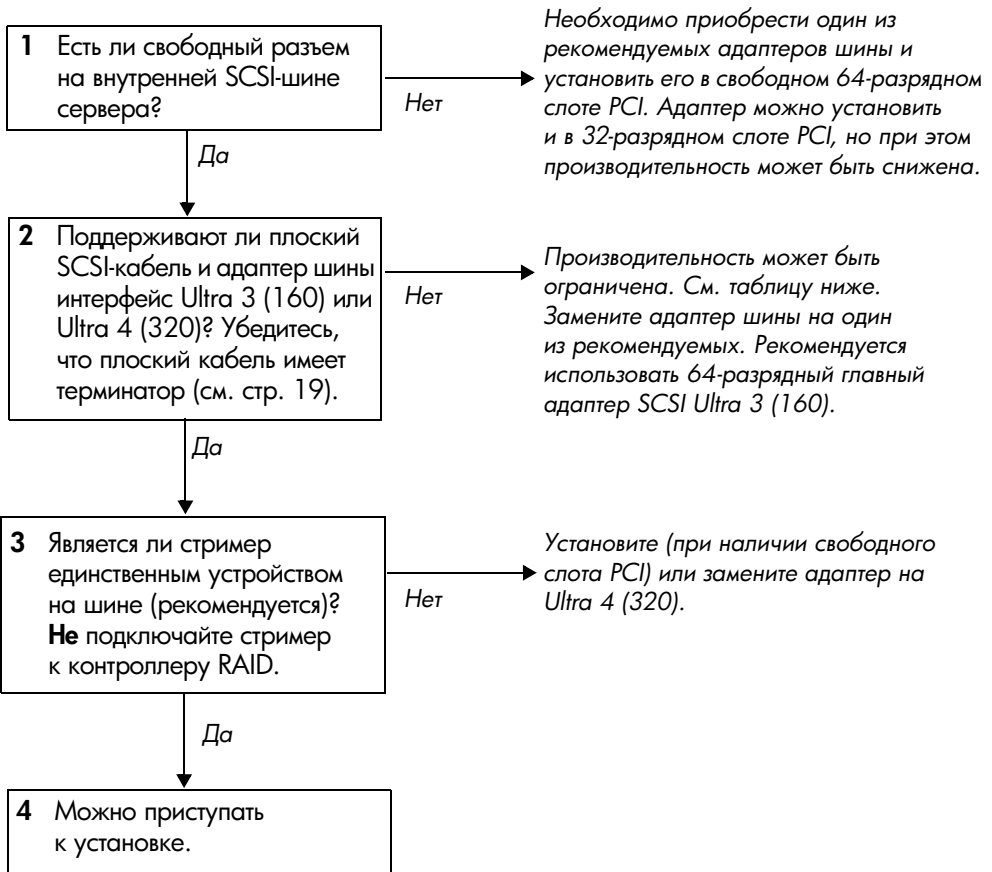 1 Есть ли свободный разъем
на внутренней SCSI-шине
сервера?
Нет
Необходимо приобрести один из
рекомендуемых адаптеров шины и
установить его в свободном 64-разрядном
слоте PCI. Адаптер можно установить
и в 32-разрядном слоте PCI, но при этом
производительность может быть снижена.
Да
2 Поддерживают ли плоский
SCSI-кабель и адаптер шины
интерфейс Ultra 3 (160) или
Ultra 4 (320)? Убедитесь,
что плоский кабель имеет
терминатор (см. стр. 19).
Нет
Производительность может быть
ограничена. См. таблицу ниже.
Замените адаптер шины на один
из рекомендуемых. Рекомендуется
использовать 64-разрядный главный
адаптер SCSI Ultra 3 (160).
Да
3 Является ли стример
единственным устройством
на шине (рекомендуется)?
Не подключайте стример
к контроллеру RAID.
Нет
Установите (при наличии свободного
слота PCI) или замените адаптер на
Ultra 4 (320).
Да
4 Можно приступать
к установке.